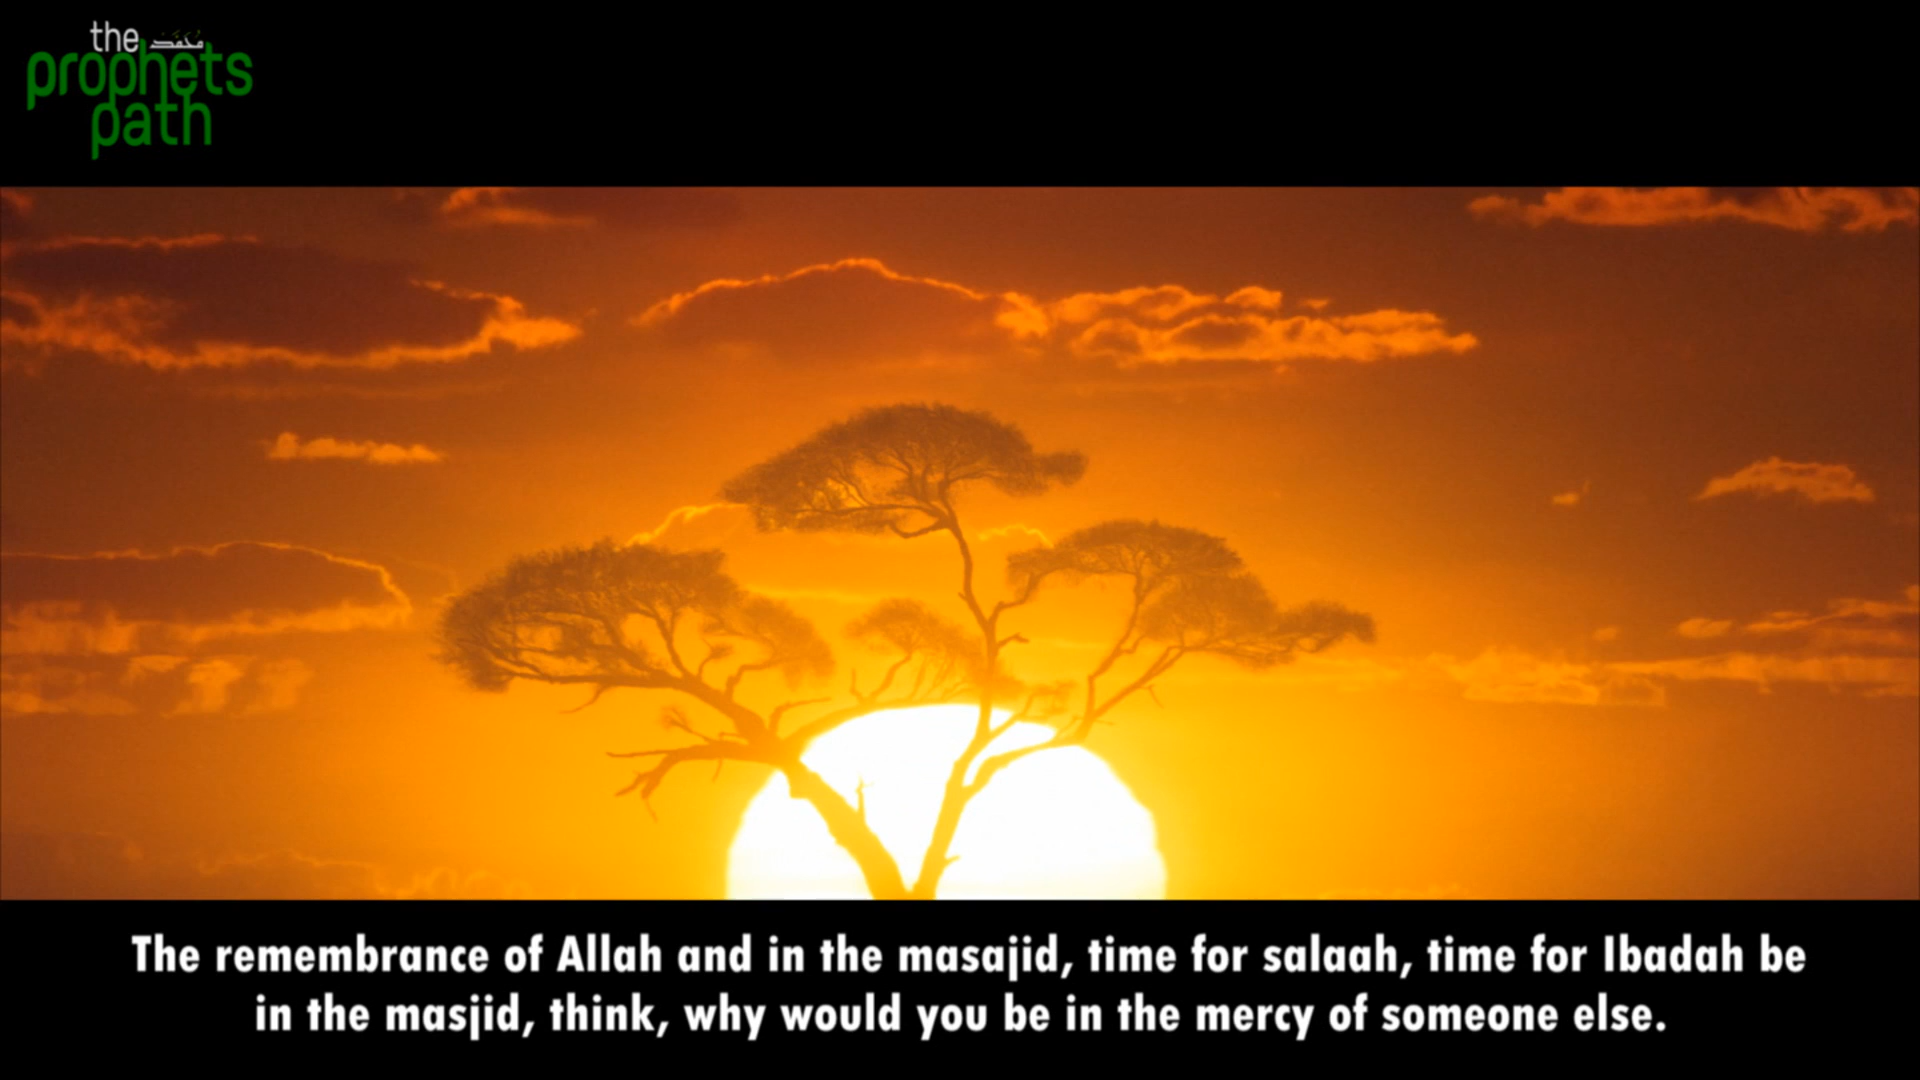 the محمد
prophets
path
The remembrance of Allah and in the masajid, time for salaah, time for Ibadah be
in the masjid, think, why would you be in the mercy of someone else.